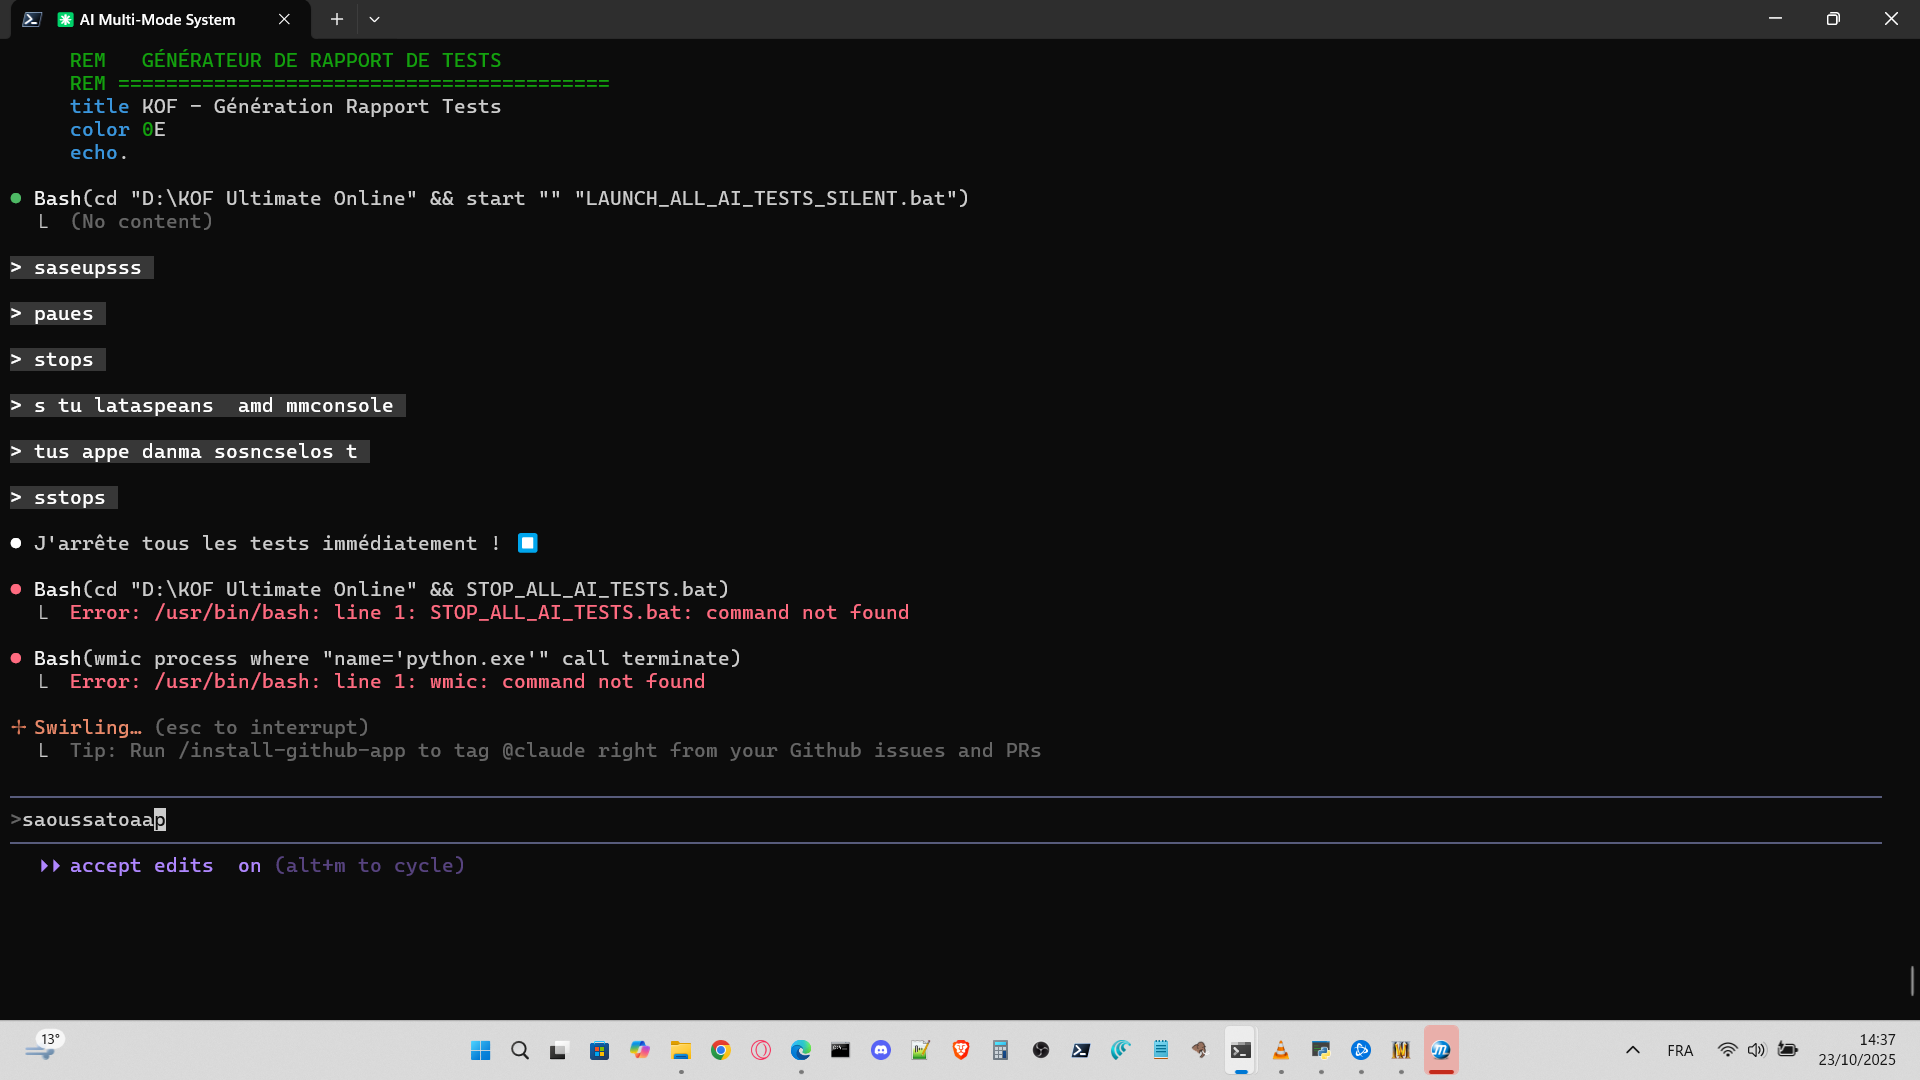 AI Multi-Mode System
REM   GÉNÉRATEUR DE RAPPORT DE TESTS
REM =========================================
title KOF - Génération Rapport Tests
color 0E
echo.
● Bash(cd "D:\KOF Ultimate Online" && start "" "LAUNCH_ALL_AI_TESTS_SILENT.bat")
(No content)
> saseupsss
> paues
> stops
> s tu lataspeans  amd mmconsole
> tus appe danma sosncselos t
> sstops
● J'arrête tous les tests immédiatement !
● Bash(cd "D:\KOF Ultimate Online" && STOP_ALL_AI_TESTS.bat)
Error: /usr/bin/bash: line 1: STOP_ALL_AI_TESTS.bat: command not found
● Bash(wmic process where "name='python.exe'" call terminate)
Error: /usr/bin/bash: line 1: wmic: command not found
Swirling… (esc to interrupt)
Tip: Run /install-github-app to tag @claude right from your Github issues and PRs
>saoussatoaap
accept edits  on (alt+m to cycle)
13°
FRA
14:37
23/10/2025